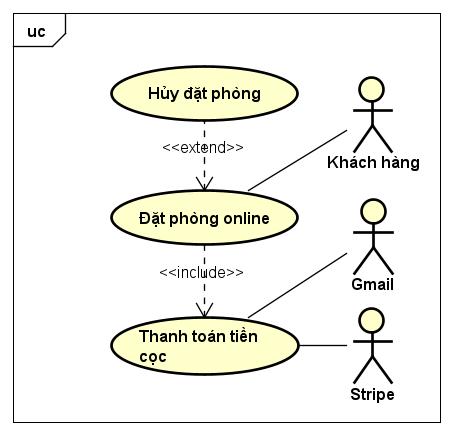 uc
Hủy đặt phòng
<<extend>>
Khách hàng
Đặt phòng online
<<include>>
Gmail
Thanh toán tiền
cọc
Stripe